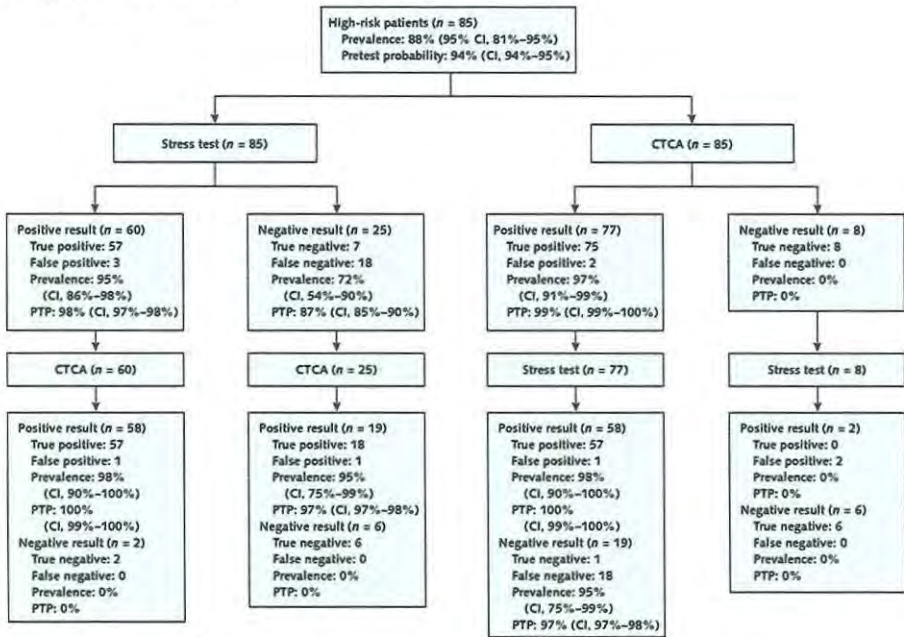 High-risk patients (n = 85)
Prevalence: 88% (95% CI, 81%–95%)
Pretest probability: 94% (CI, 94%–95%)
Stress test (n = 85)
CTCA (n = 85)
Positive result (n = 60)
True positive: 57
False positive: 3
Prevalence: 95%
(CI, 86%–98%)
PTP: 98% (CI, 97%–98%)
Negative result (n = 25)
True negative: 7
False negative: 18
Prevalence: 72%
(CI, 54%–90%)
PTP: 87% (CI, 85%–90%)
Positive result (n = 77)
True positive: 75
False positive: 2
Prevalence: 97%
(CI, 91%–99%)
PTP: 99% (CI, 99%–100%)
Negative result (n = 8)
True negative: 8
False negative: 0
Prevalence: 0%
PTP: 0%
CTCA (n = 60)
CTCA (n = 25)
Stress test (n = 77)
Stress test (n = 8)
Positive result (n = 58)
True positive: 57
False positive: 1
Prevalence: 98%
(CI, 90%–100%)
PTP: 100%
(CI, 99%–100%)
Negative result (n = 2)
True negative: 2
False negative: 0
Prevalence: 0%
PTP: 0%
Positive result (n = 19)
True positive: 18
False positive: 1
Prevalence: 95%
(CI, 75%–99%)
PTP: 97% (CI, 97%–98%)
Negative result (n = 6)
True negative: 6
False negative: 0
Prevalence: 0%
PTP: 0%
Positive result (n = 58)
True positive: 57
False positive: 1
Prevalence: 98%
(CI, 90%–100%)
PTP: 100%
(CI, 99%–100%)
Negative result (n = 19)
True negative: 1
False negative: 18
Prevalence: 95%
(CI, 75%–99%)
PTP: 97% (CI, 97%–98%)
Positive result (n = 2)
True positive: 0
False positive: 2
Prevalence: 0%
PTP: 0%
Negative result (n = 6)
True negative: 6
False negative: 0
Prevalence: 0%
PTP: 0%